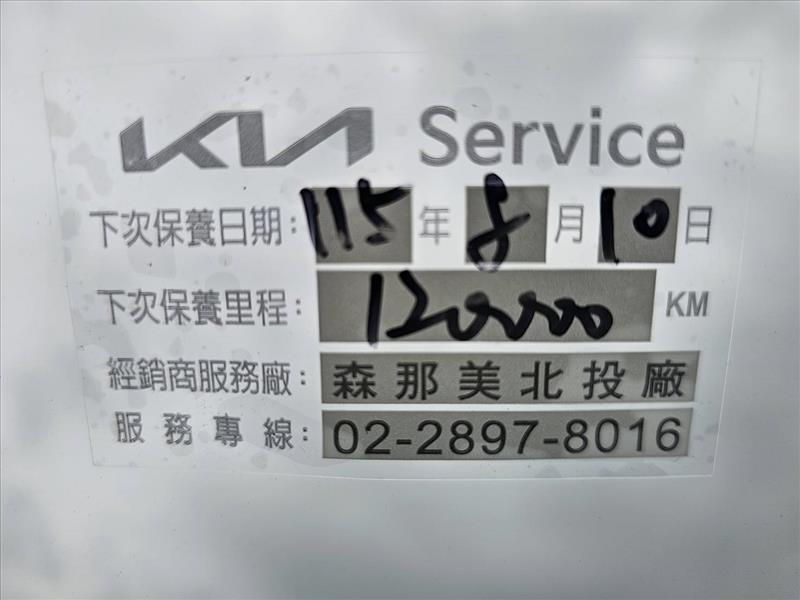 KIA Service
下次保養日期：115年8月10日
下次保養里程：120000 KM
經銷商服務廠：森那美北投廠
服務專線：02-2897-8016